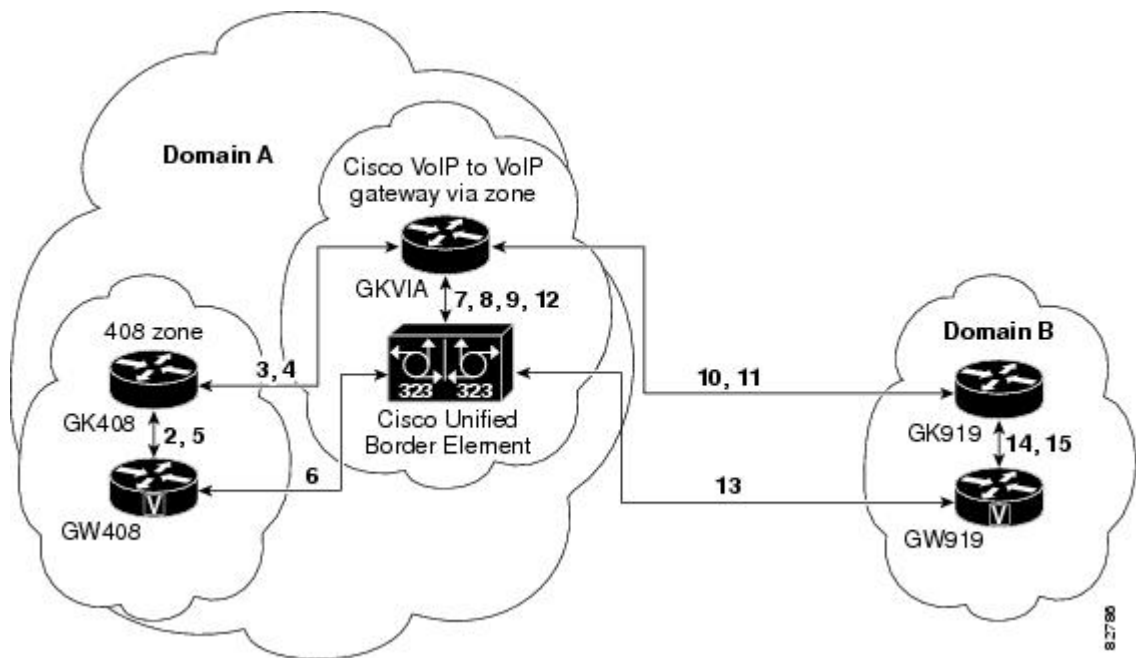 Domain A
Cisco VoIP to VoIP
gateway via zone
GKVIA
7, 8, 9, 12
408 zone
3, 4
GK408
2, 5
GW408
V
6
323 323
Cisco Unified
Border Element
10, 11
13
Domain B
GK919
14, 15
V
GW919
82786